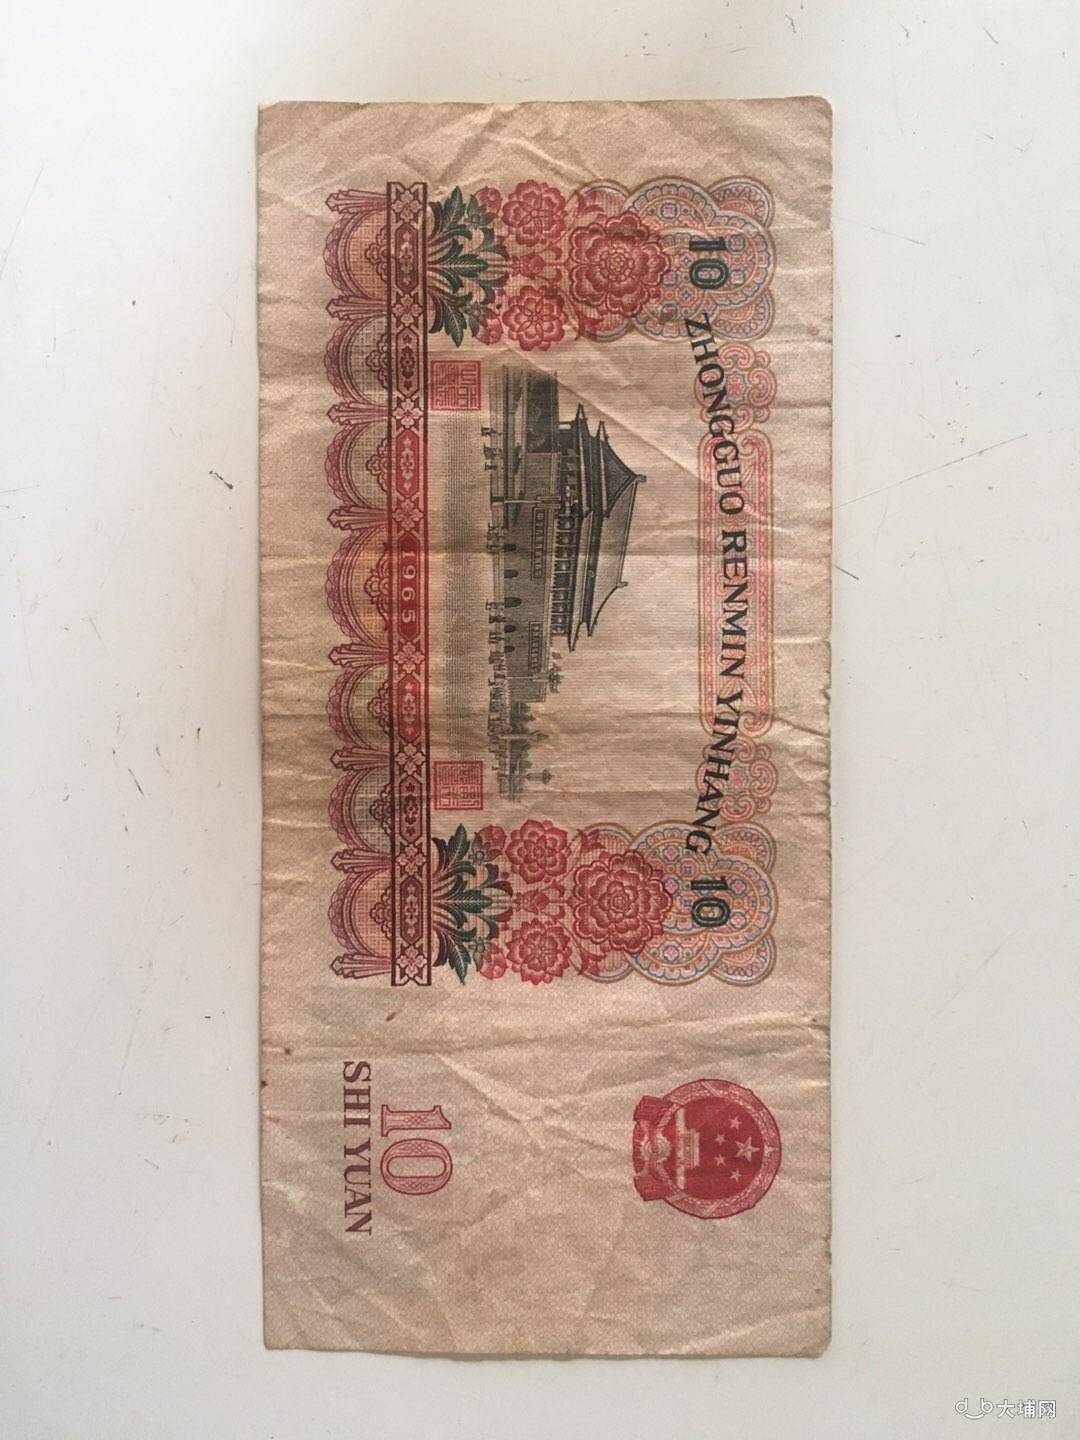 10 ZHONGGUO RENMIN YINHANG 10
1965
10
SHI YUAN
大埔网